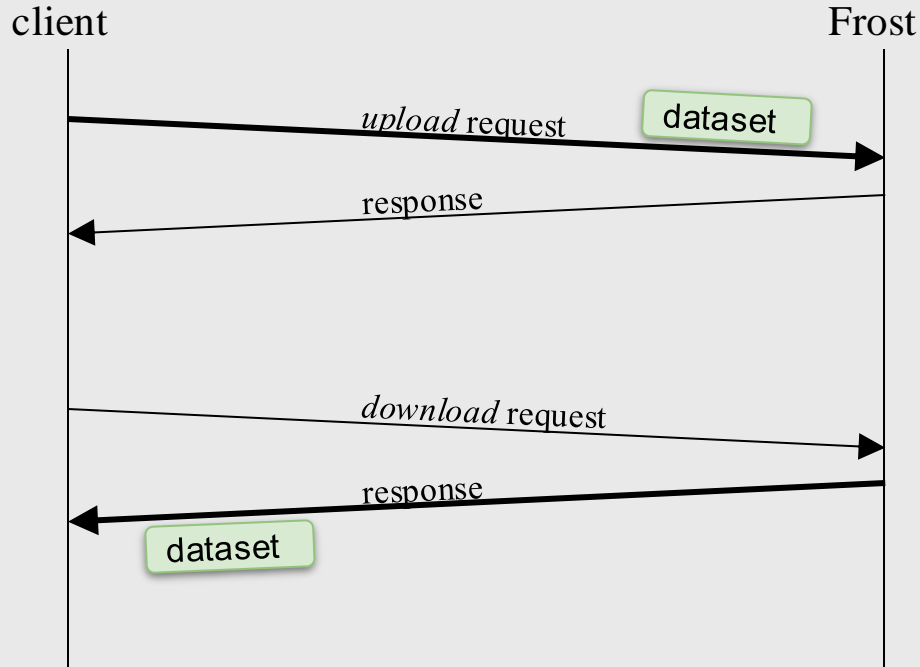 client
Frost
upload request
dataset
response
download request
response
dataset